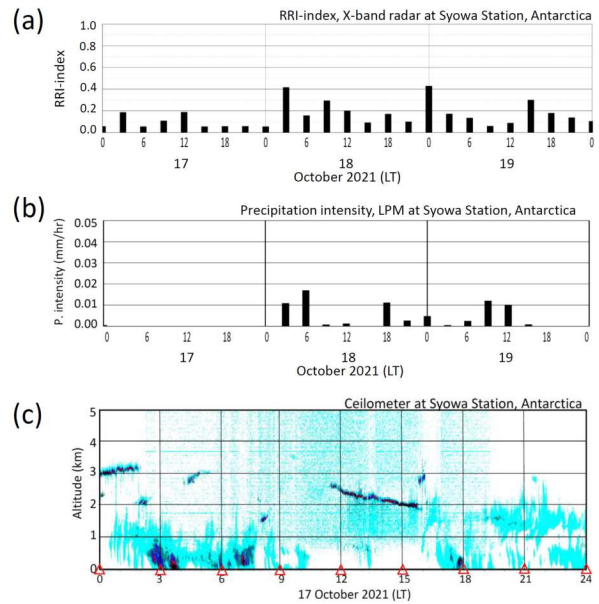 (a)
RRI-index, X-band radar at Syowa Station, Antarctica
RRI-index
1.0
0.8
0.6
0.4
0.2
0.0
0 6 12 18 0 6 12 18 0 6 12 18 0
17 18 19
October 2021 (LT)
(b)
Precipitation intensity, LPM at Syowa Station, Antarctica
P. intensity (mm/hr)
0.05
0.04
0.03
0.02
0.01
0.00
0 6 12 18 0 6 12 18 0 6 12 18 0
17 18 19
October 2021 (LT)
(c)
Ceilometer at Syowa Station, Antarctica
Altitude (km)
5
4
3
2
1
0
0 3 6 9 12 15 18 21 24
17 October 2021 (LT)